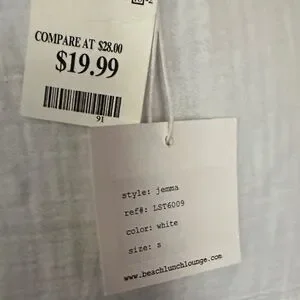 COMPARE AT $28.00
$19.99
91
style: jemma
ref#: LST6009
color: white
size: s
www.beachlunchlounge.com